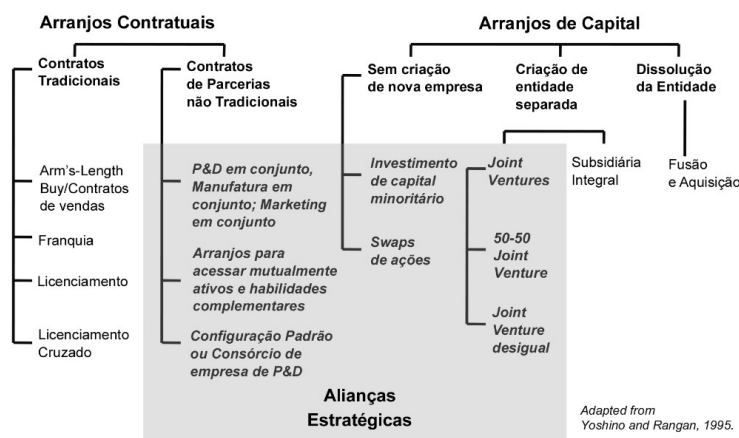 Arranjos Contratuais
Contratos
Tradicionais
Arm's-Length
Buy/Contratos
de vendas
Franquia
Licenciamento
Licenciamento
Cruzado
Contratos
de Parcerias
não Tradicionais
P&D em conjunto,
Manufatura em
conjunto; Marketing
em conjunto
Arranjos para
acessar mutualmente
ativos e habilidades
complementares
Configuração Padrão
ou Consórcio de
empresa de P&D
Arranjos de Capital
Sem criação
de nova empresa
Investimento
de capital
minoritário
Swaps
de ações
Criação de
entidade
separada
Joint
Ventures
50-50
Joint
Venture
Joint
Venture
desigual
Subsidiária
Integral
Dissolução
da Entidade
Fusão
e Aquisição
Alianças
Estratégicas
Adapted from
Yoshino and Rangan, 1995.